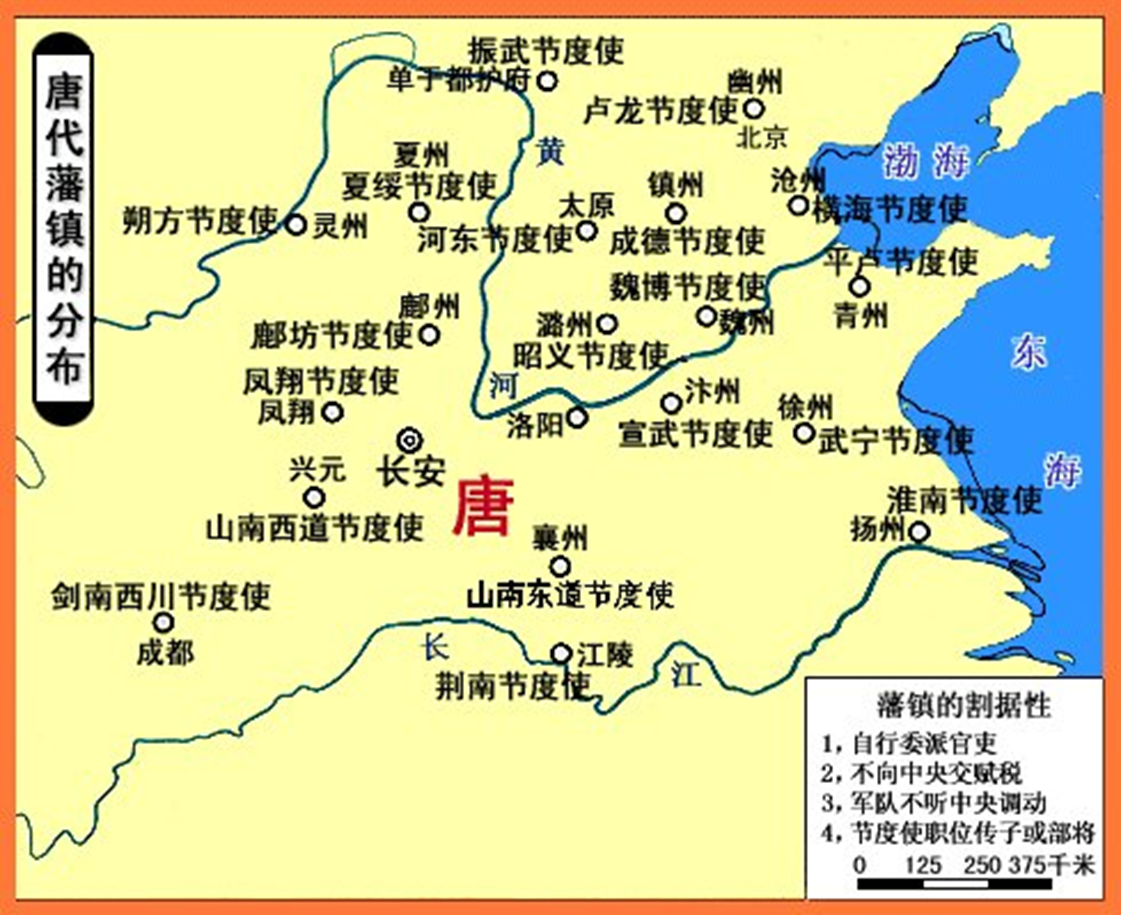 唐代藩镇的分布
振武节度使
单于都护府
幽州
卢龙节度使
北京
黄
渤海
夏州
夏绥节度使
镇州
沧州
太原
横海节度使
朔方节度使
灵州
河东节度使
成德节度使
平卢节度使
魏博节度使
青州
鄜州
潞州
魏州
鄜坊节度使
昭义节度使
东
凤翔节度使
河
汴州
凤翔
洛阳
徐州
宣武节度使
武宁节度使
长安
兴元
海
唐
淮南节度使
山南西道节度使
扬州
襄州
剑南西川节度使
山南东道节度使
成都
长
江陵
江
荆南节度使
藩镇的割据性
1，自行委派官吏
2，不向中央交赋税
3，军队不听中央调动
4，节度使职位传子或部将
0 125 250 375千米